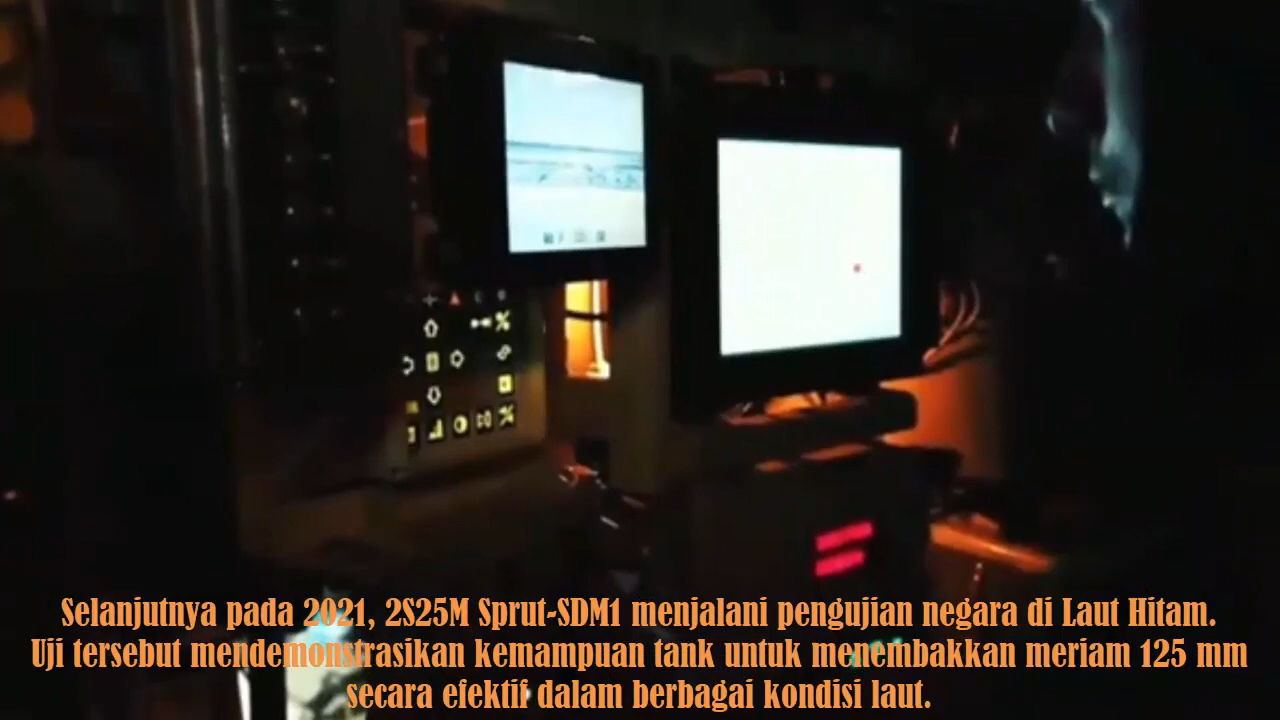 Selanjutnya pada 2021, 2S25M Sprut-SDM1 menjalani pengujian negara di Laut Hitam.
Uji tersebut mendemonstrasikan kemampuan tank untuk menembakkan meriam 125 mm
secara efektif dalam berbagai kondisi laut.